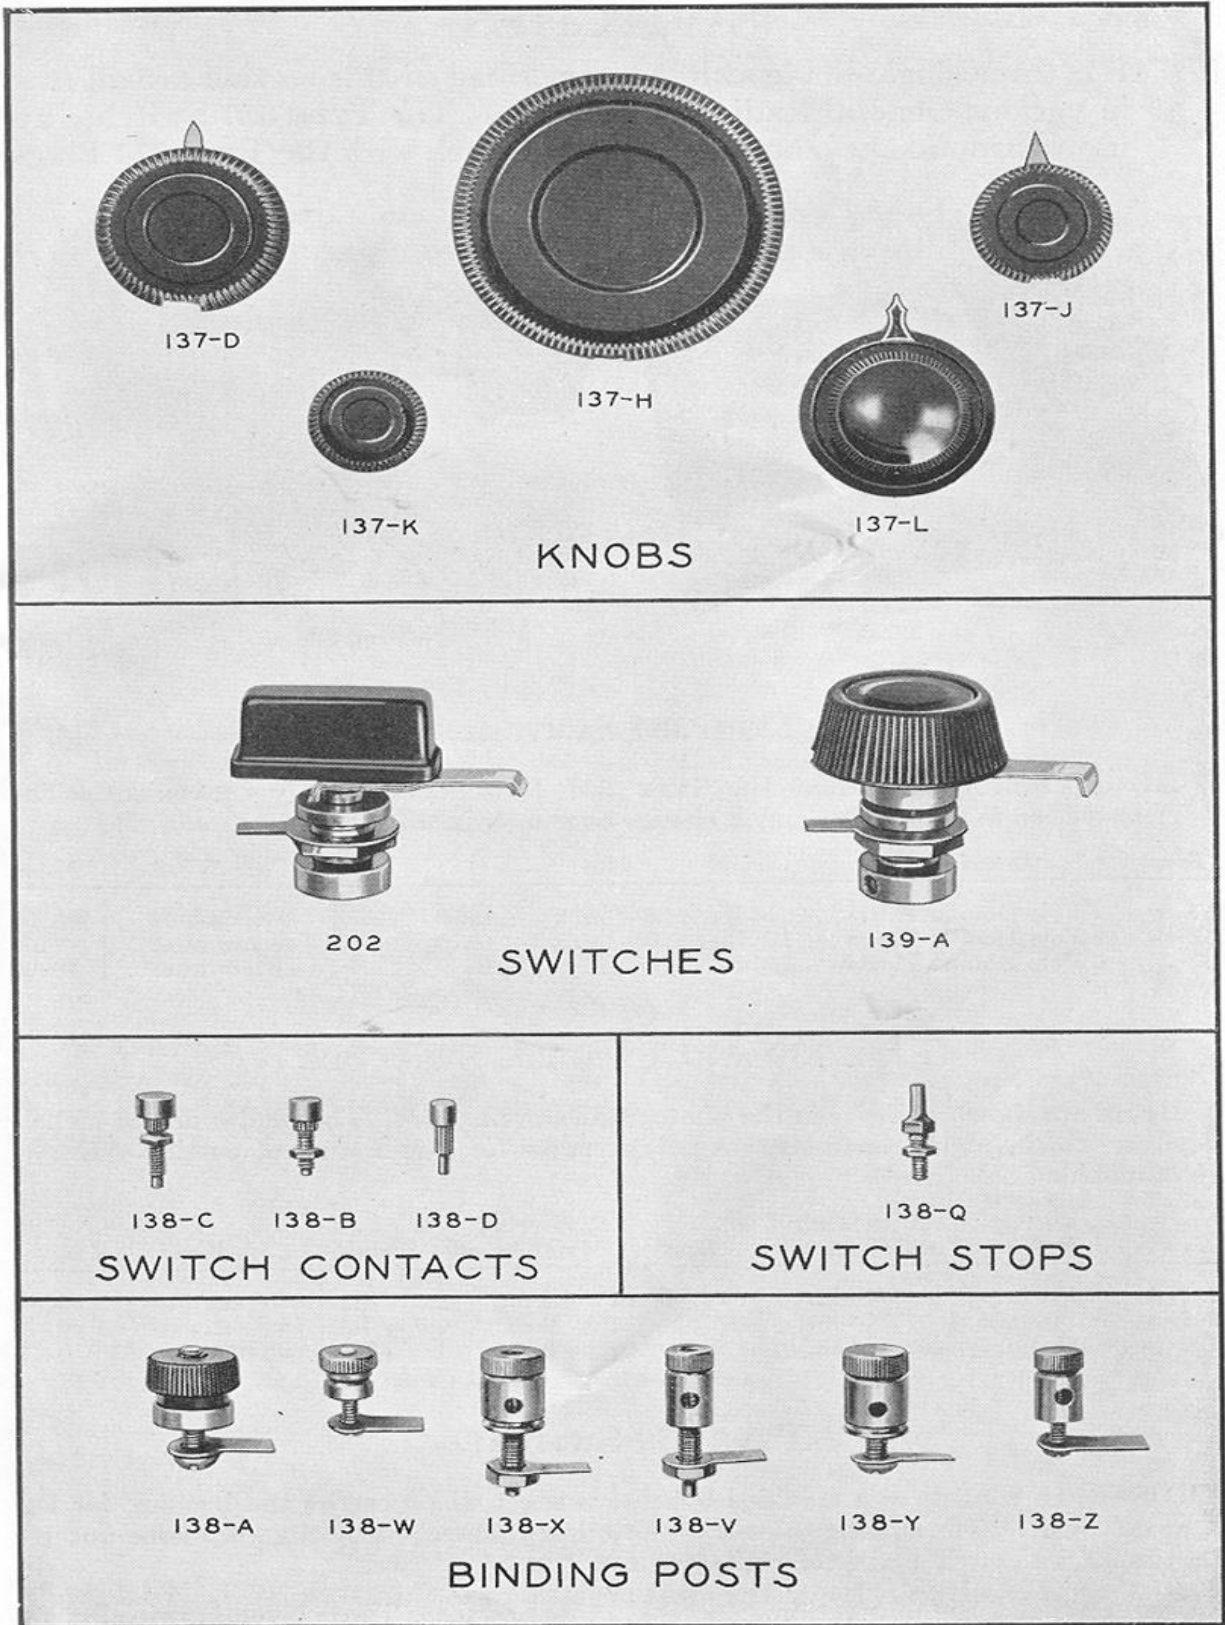 137-D
137-H
137-J
137-K
137-L
KNOBS
202
139-A
SWITCHES
138-C
138-B
138-D
SWITCH CONTACTS
138-Q
SWITCH STOPS
138-A
138-W
138-X
138-V
138-Y
138-Z
BINDING POSTS